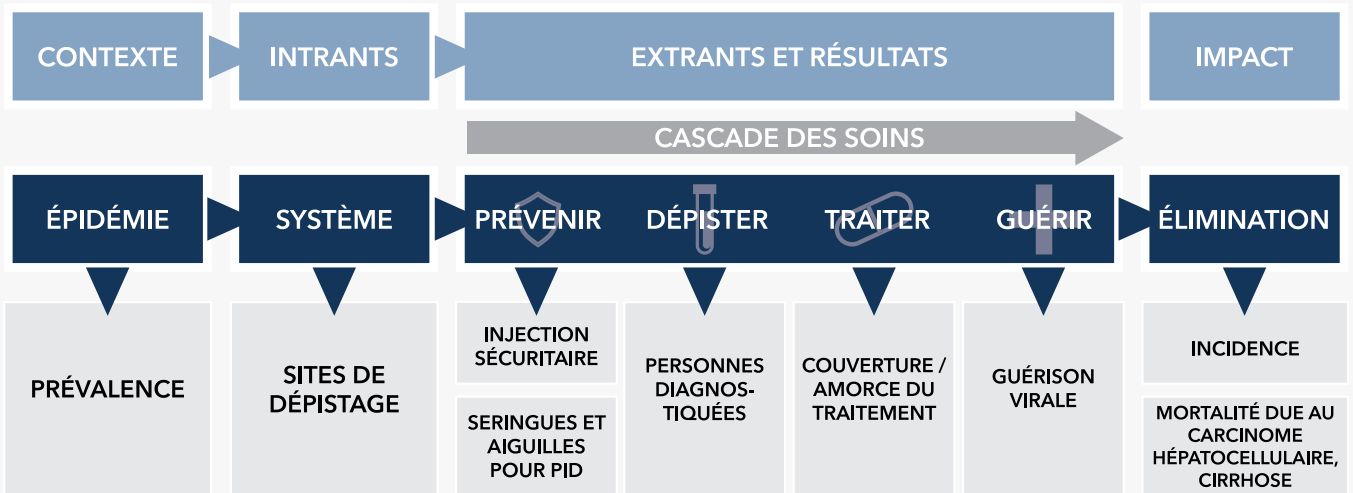 CONTEXTE
INTRANTS
EXTRANTS ET RÉSULTATS
IMPACT
CASCADE DES SOINS
ÉPIDÉMIE
SYSTÈME
PRÉVENIR
DÉPISTER
TRAITER
GUÉRIR
ÉLIMINATION
PRÉVALENCE
SITES DE
DÉPISTAGE
INJECTION
SÉCURITAIRE
SERINGUES ET
AIGUILLES
POUR PID
PERSONNES
DIAGNOS-
TIQUÉES
COUVERTURE /
AMORCE DU
TRAITEMENT
GUÉRISON
VIRALE
INCIDENCE
MORTALITÉ DUE AU
CARCINOME
HÉPATOCELLULAIRE,
CIRRHOSE